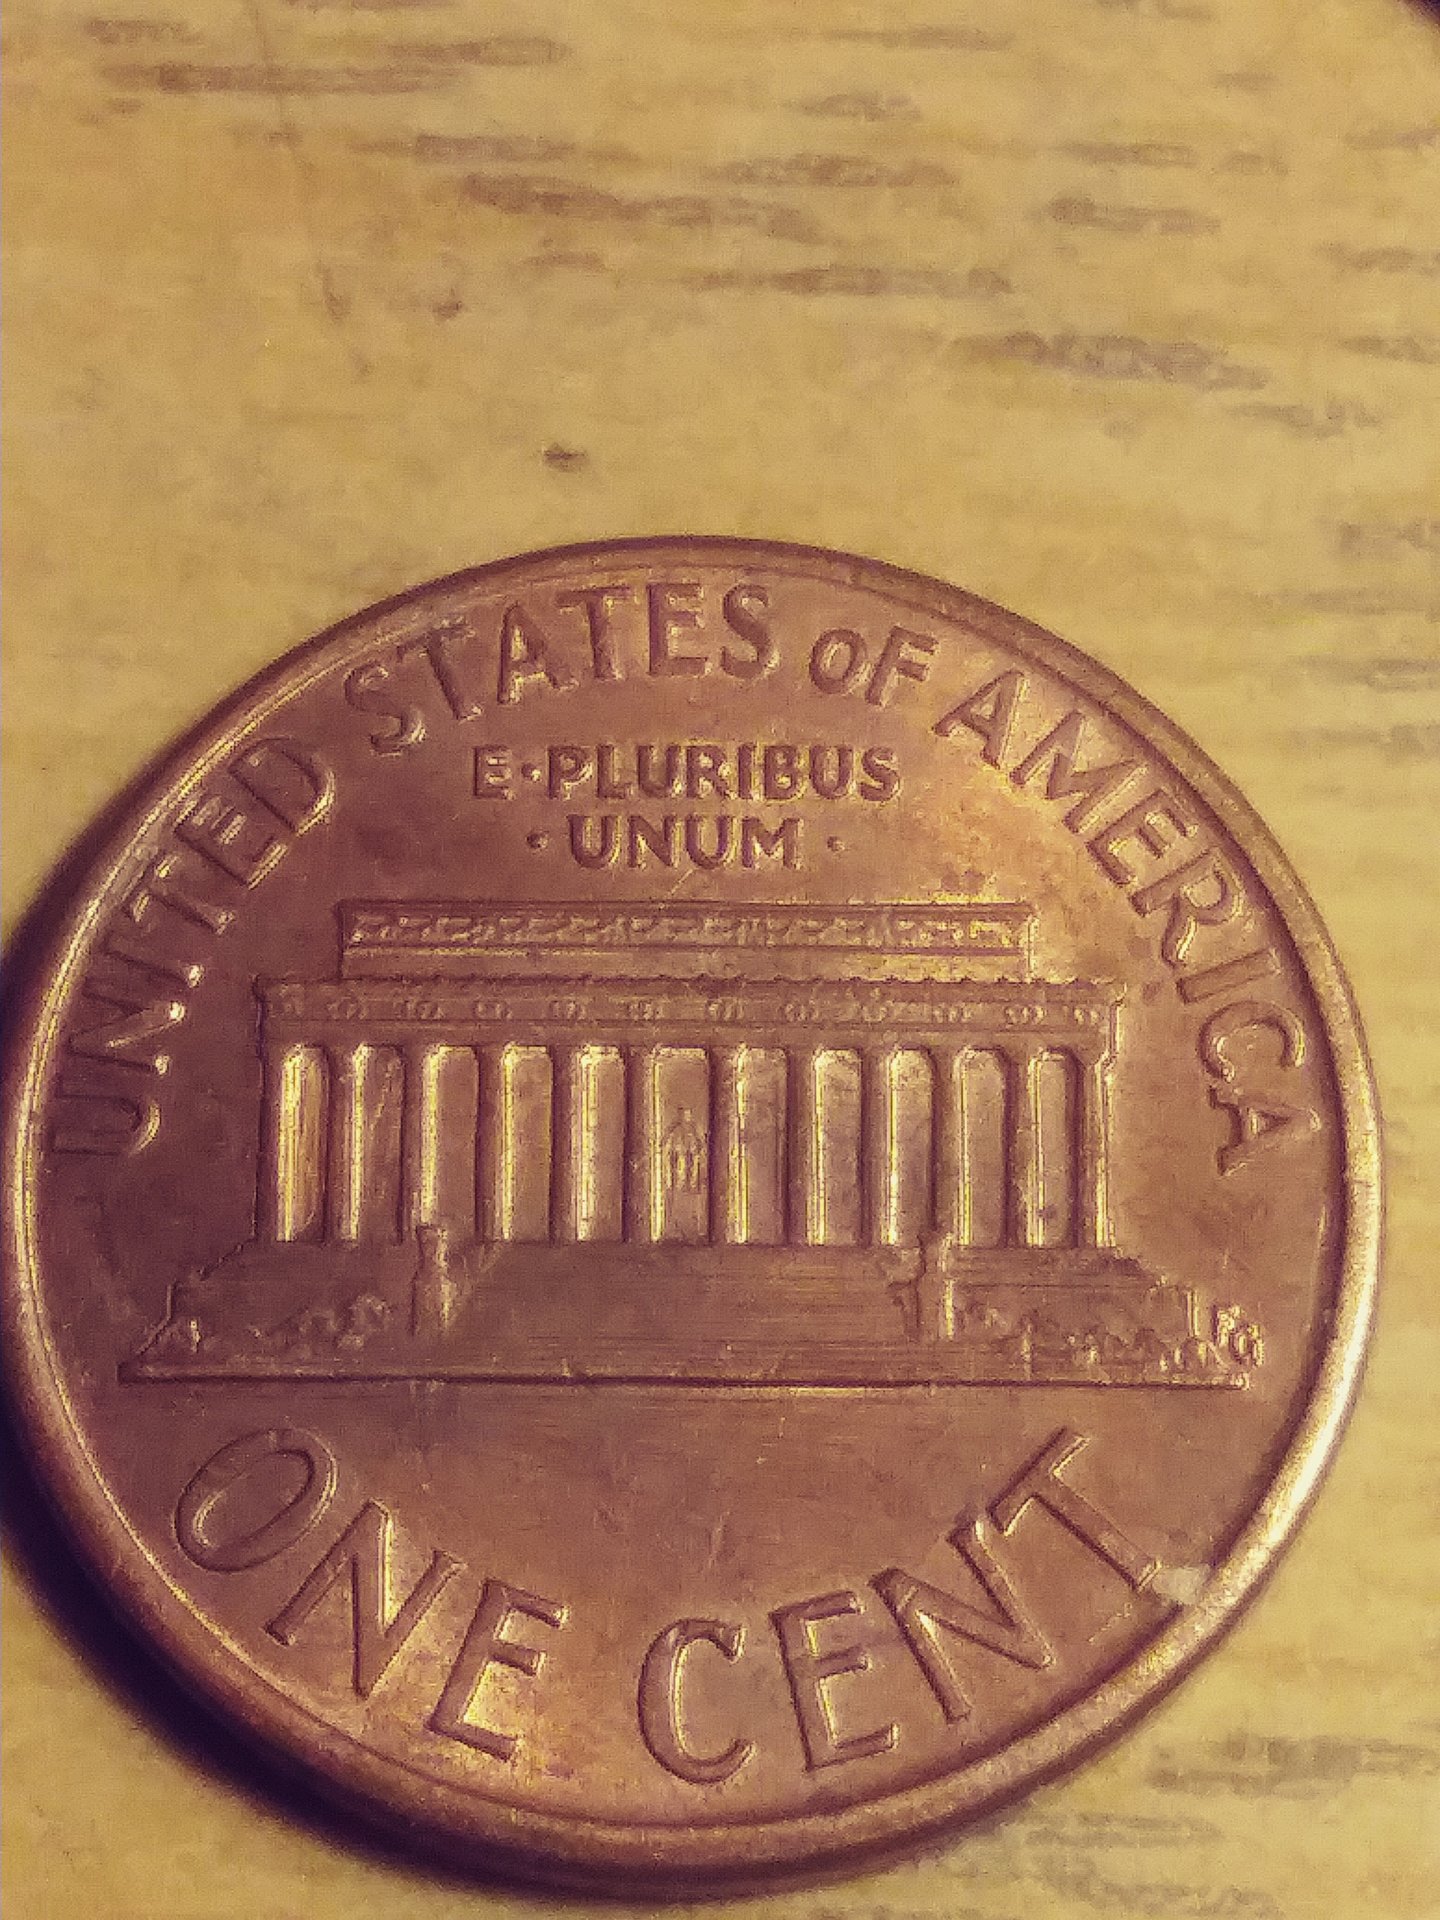 UNITED STATES OF AMERICA
E·PLURIBUS
·UNUM·
ONE CENT